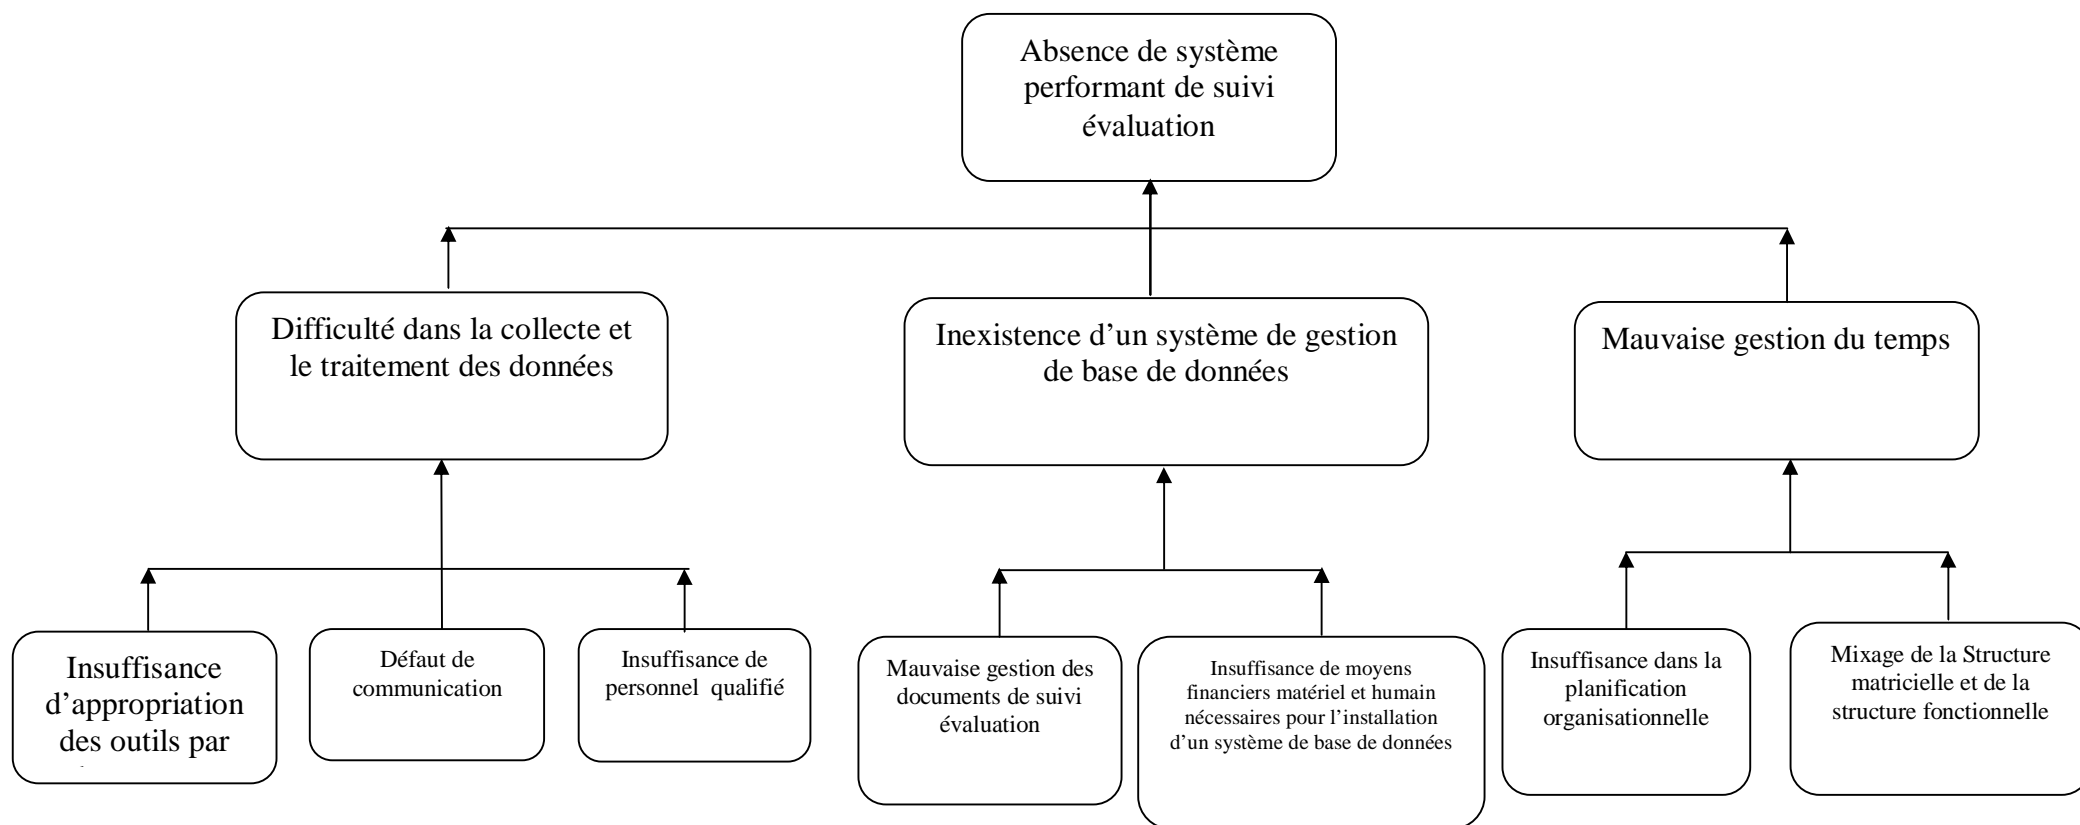 Absence de système
performant de suivi
évaluation
Difficulté dans la collecte et
le traitement des données
Inexistence d’un système de gestion
de base de données
Mauvaise gestion du temps
Insuffisance
d’appropriation
des outils par
Défaut de
communication
Insuffisance de
personnel qualifié
Mauvaise gestion des
documents de suivi
évaluation
Insuffisance de moyens
financiers matériel et humain
nécessaires pour l’installation
d’un système de base de données
Insuffisance dans la
planification
organisationnelle
Mixage de la Structure
matricielle et de la
structure fonctionnelle